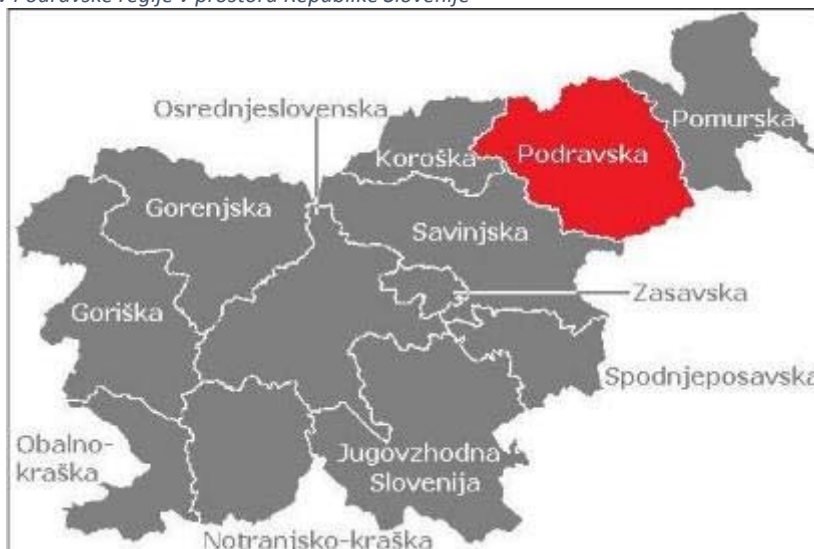 Podravske regije v prostoru Republike Slovenije
Osrednjeslovenska
Pomurska
Koroška
Podravska
Gorenjska
Savinjska
Zasavska
Goriška
Spodnjeposavska
Obalno-
kraška
Jugovzhodna
Slovenija
Notranjsko-kraška